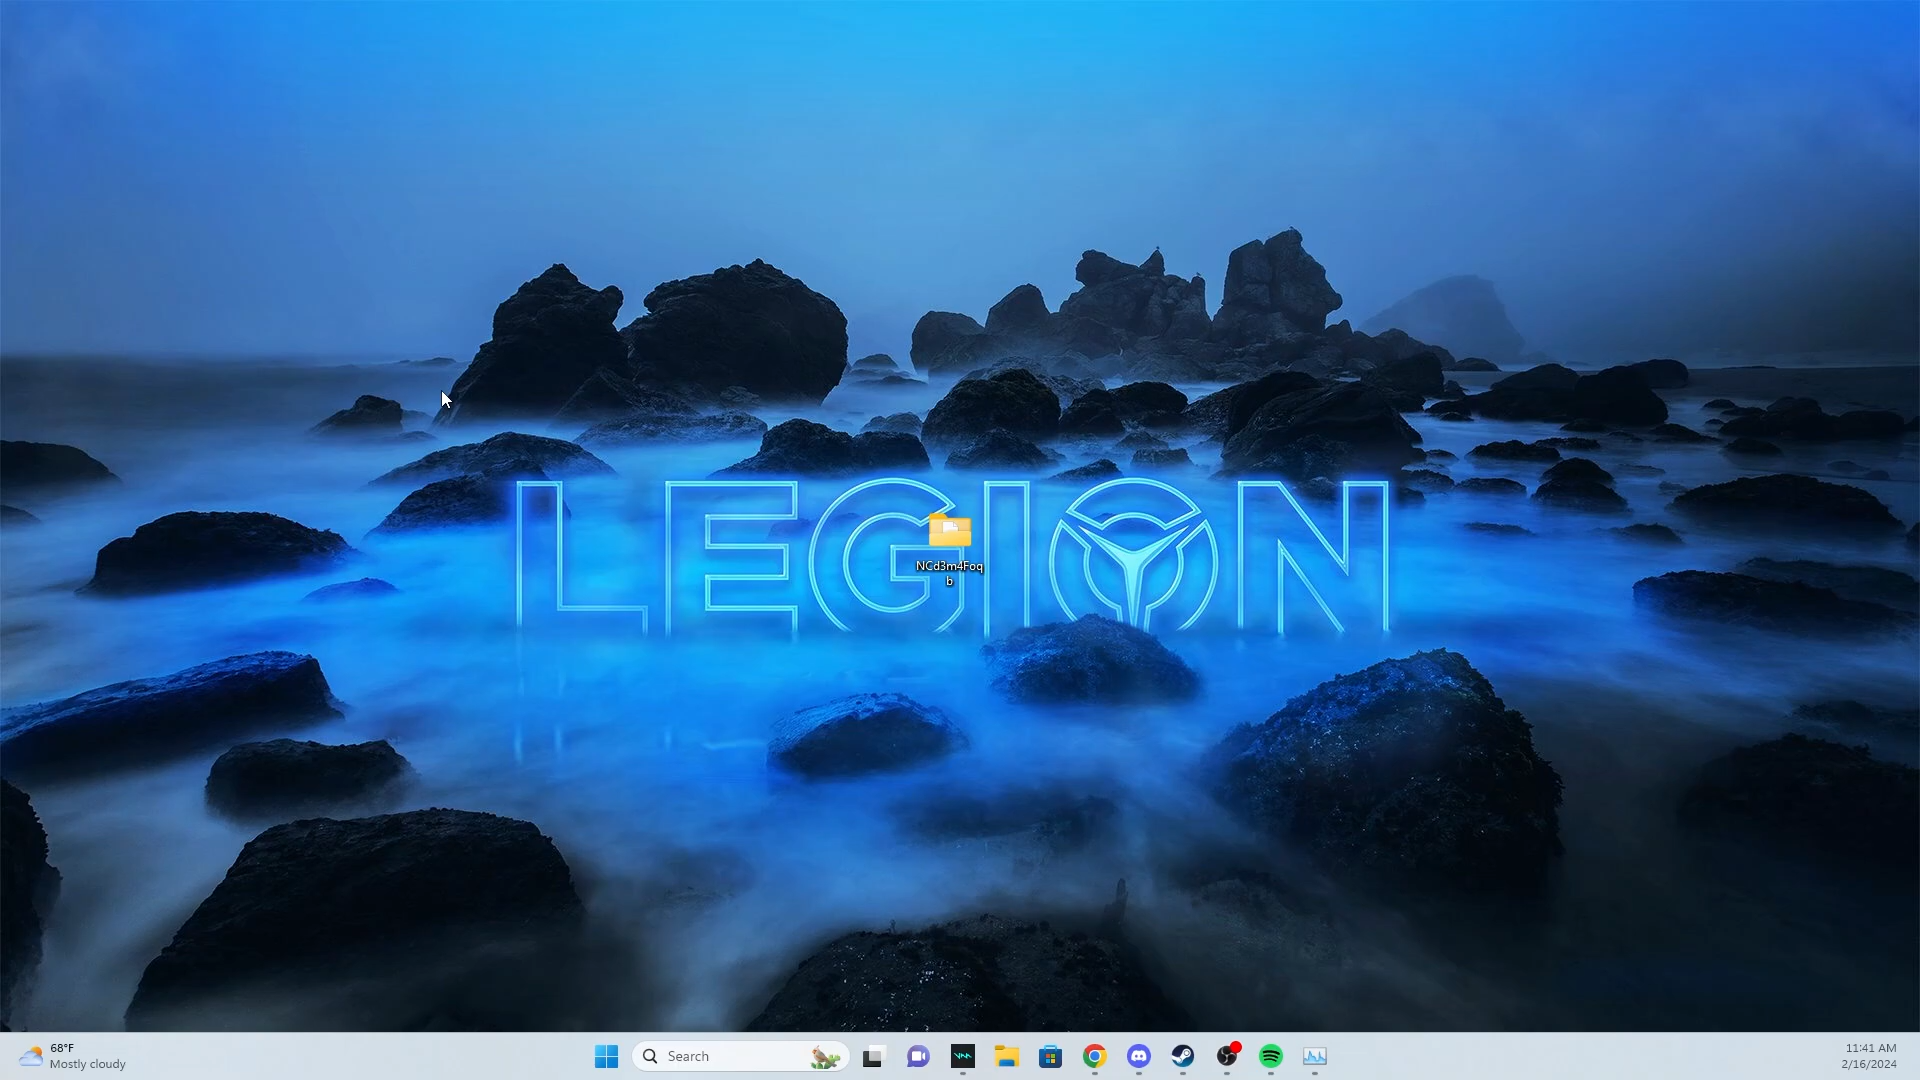 LEGION
NCd3m4Foq
b
68°F
Mostly cloudy
Search
11:41 AM
2/16/2024